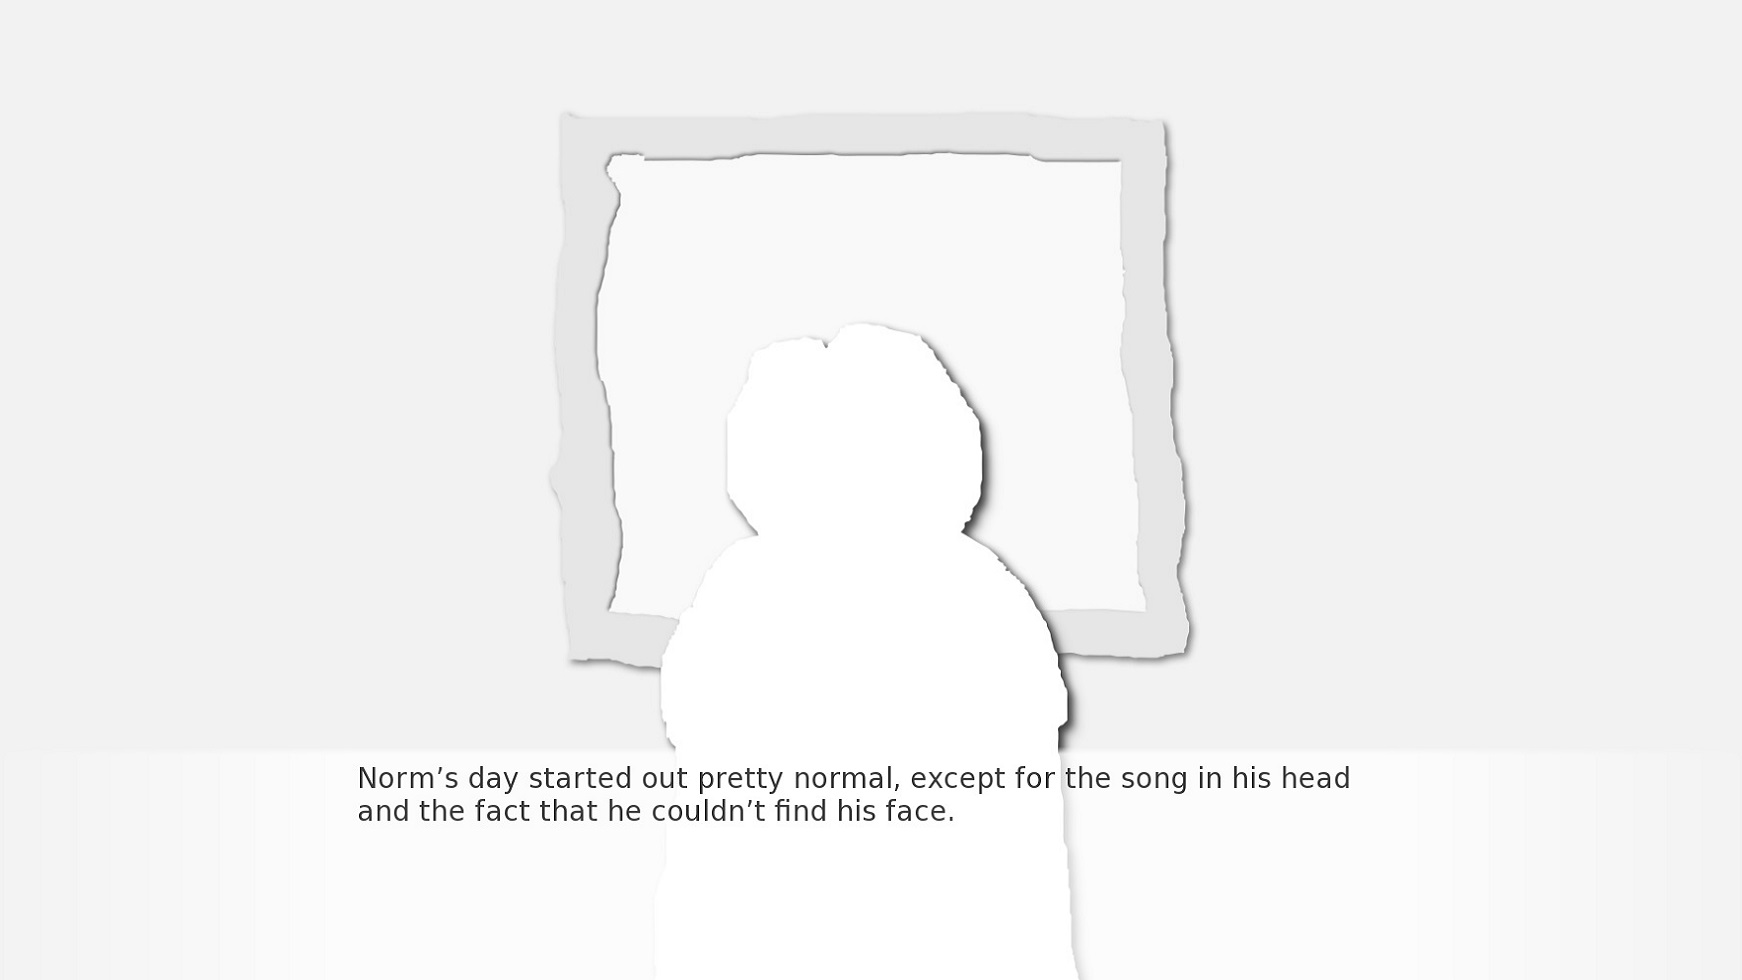 Norm’s day started out pretty normal, except for the song in his head
and the fact that he couldn’t find his face.